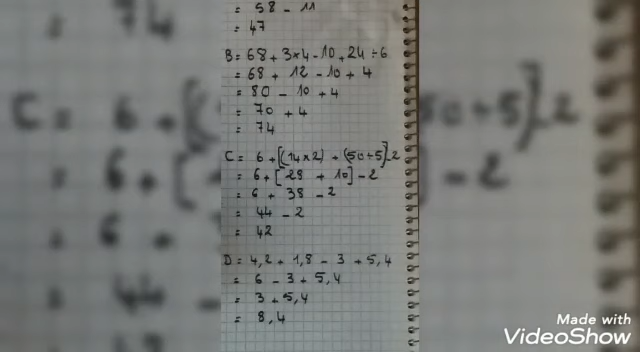 = 58 - 11
= 47
B = 68 + 3 × 4 - 10 + 24 ÷ 6
= 68 + 12 - 10 + 4
= 80 - 10 + 4
= 70 + 4
= 74
C = 6 + [(14 × 2) + (50 ÷ 5)] - 2
= 6 + [28 + 10] - 2
= 6 + 38 - 2
= 44 - 2
= 42
D = 4,2 + 1,8 - 3 + 5,4
= 6 - 3 + 5,4
= 3 + 5,4
= 8,4
Made with
VideoShow